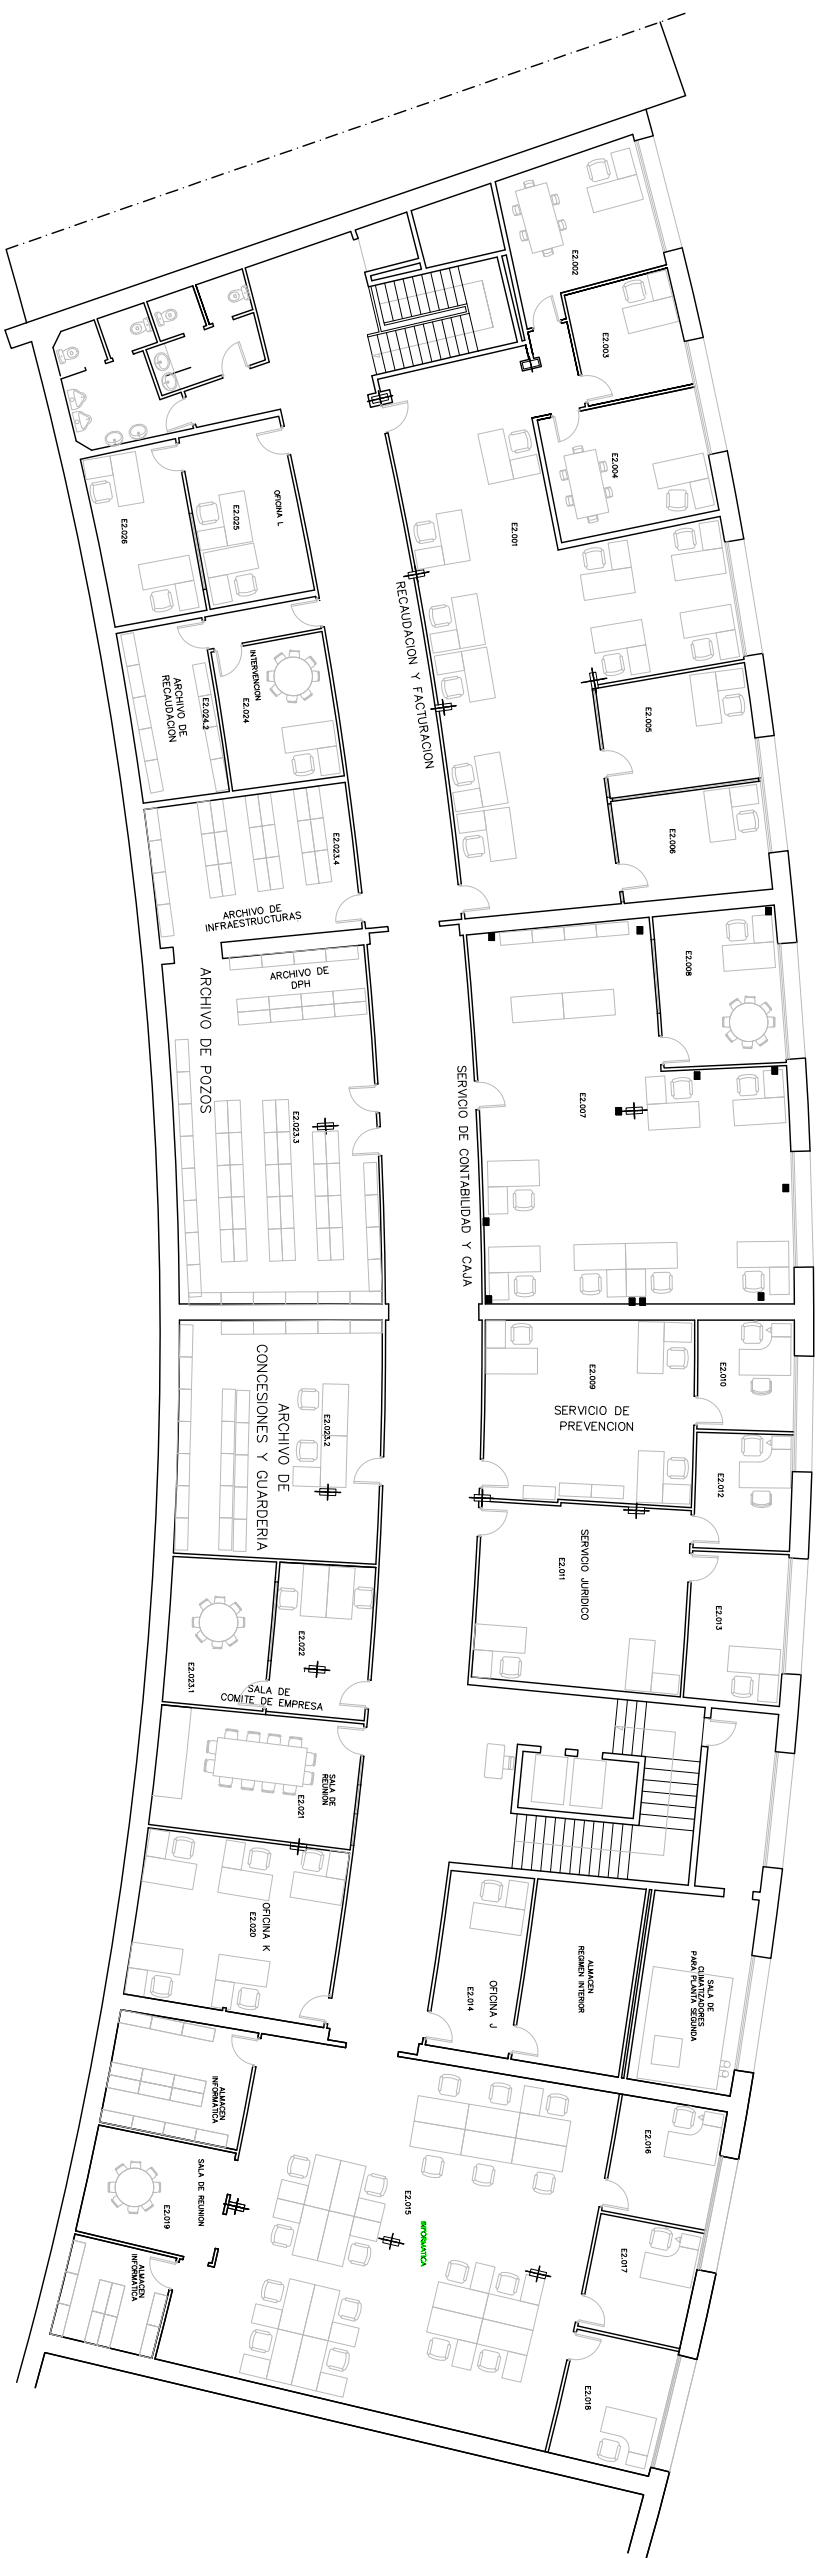 E2.002
E2.003
E2.004
E2.001
OFICINA L
E2.025
E2.026
RECAUDACION Y FACTURACION
INTERVENCION
E2.024
ARCHIVO DE
RECAUDACION
E2.024.2
E2.005
E2.006
E2.023.4
ARCHIVO DE
INFRAESTRUCTURAS
ARCHIVO DE
DPH
ARCHIVO DE POZOS
E2.023.3
E2.008
E2.007
SERVICIO DE CONTABILIDAD Y CAJA
E2.009
SERVICIO DE
PREVENCION
E2.010
E2.012
E2.023.2
ARCHIVO DE
CONCESIONES Y GUARDERIA
SERVICIO JURIDICO
E2.011
E2.013
E2.022
E2.023.1
SALA DE
COMITE DE EMPRESA
SALA DE
REUNION
E2.021
OFICINA K
E2.020
OFICINA J
E2.014
ALMACEN
REGIMEN INTERIOR
SALA DE
CLIMATIZADORES
PARA PLANTA SEGUNDA
ALMACEN
INFORMATICA
SALA DE REUNION
E2.019
ALMACEN
INFORMATICA
E2.015
INFORMATICA
E2.016
E2.017
E2.018